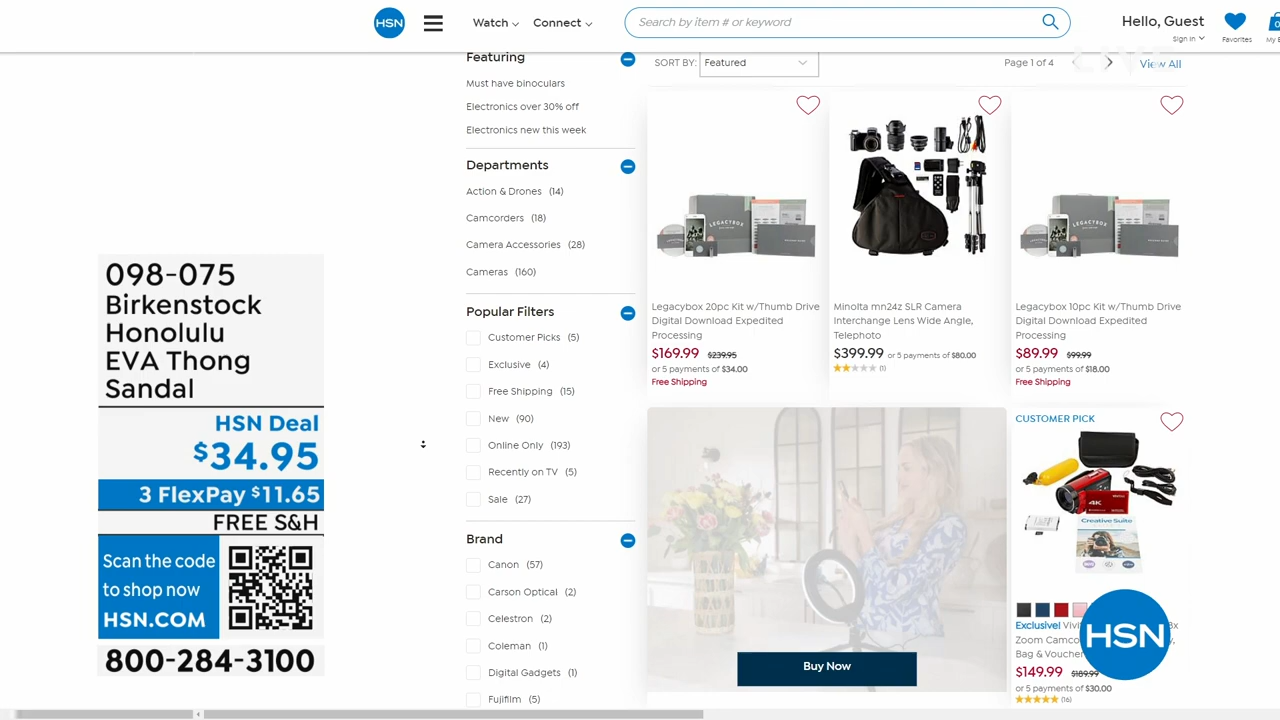 HSN
Watch
Connect
Search by item # or keyword
Hello, Guest
Sign In
Favorites
Featuring
Must have binoculars
Electronics over 30% off
Electronics new this week
Departments
Action & Drones (14)
Camcorders (18)
Camera Accessories (28)
Cameras (160)
Popular Filters
Customer Picks (5)
Exclusive (4)
Free Shipping (15)
New (90)
Online Only (193)
Recently on TV (5)
Sale (27)
Brand
Canon (57)
Carson Optical (2)
Celestron (2)
Coleman (1)
Digital Gadgets (1)
Fujifilm (5)
SORT BY: Featured
Page 1 of 4
View All
LEGACYBOX
Legacybox 20pc Kit w/Thumb Drive
Digital Download Expedited
Processing
$169.99 $239.95
or 5 payments of $34.00
Free Shipping
Minolta mn24z SLR Camera
Interchange Lens Wide Angle,
Telephoto
$399.99 or 5 payments of $80.00
(1)
LEGACYBOX
Legacybox 10pc Kit w/Thumb Drive
Digital Download Expedited
Processing
$89.99 $99.99
or 5 payments of $18.00
Free Shipping
Buy Now
CUSTOMER PICK
4K
Creative Suite
Exclusive!
Zoom
Bag & Voucher
$149.99 $189.99
or 5 payments of $30.00
(16)
HSN
098-075
Birkenstock
Honolulu
EVA Thong
Sandal
HSN Deal
$34.95
3 FlexPay $11.65
FREE S&H
Scan the code
to shop now
HSN.COM
800-284-3100